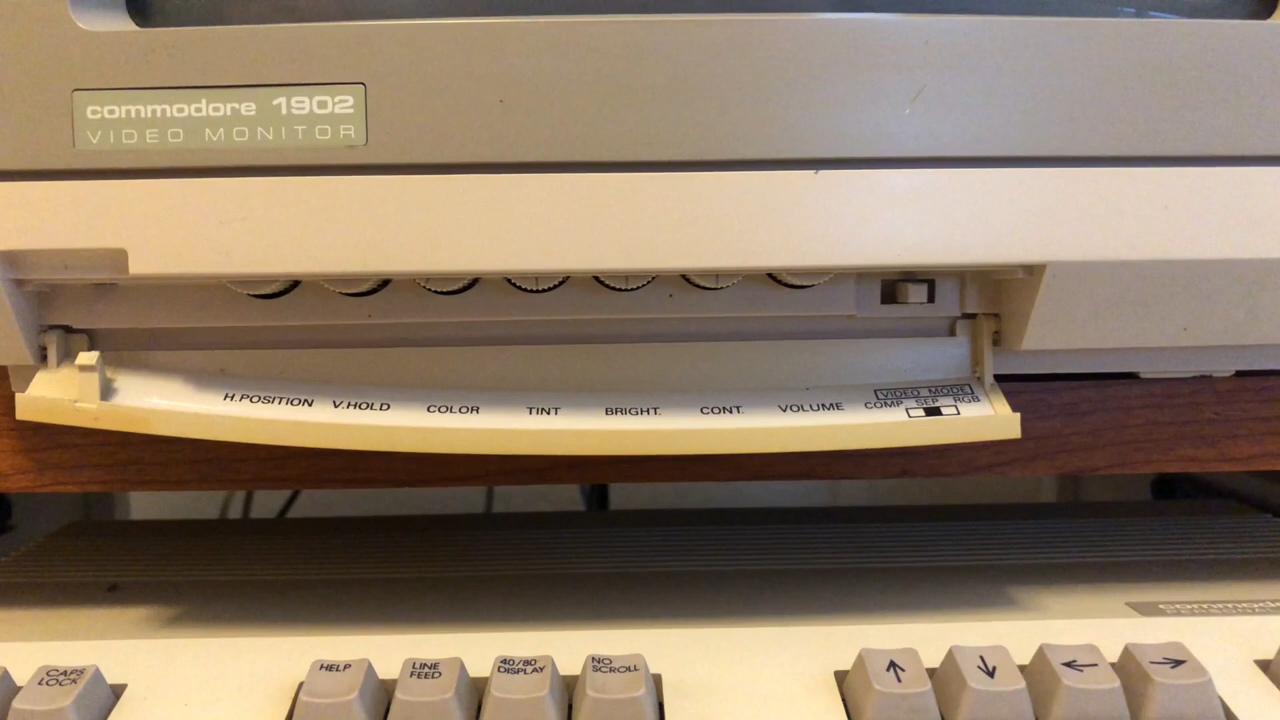 commodore 1902
VIDEO MONITOR
H.POSITION V.HOLD COLOR TINT BRIGHT. CONT. VOLUME
VIDEO MODE
COMP SEP RGB
PERSONAL
CAPS
LOCK
HELP
LINE
FEED
40/80
DISPLAY
NO
SCROLL
↑ ↓ ← →